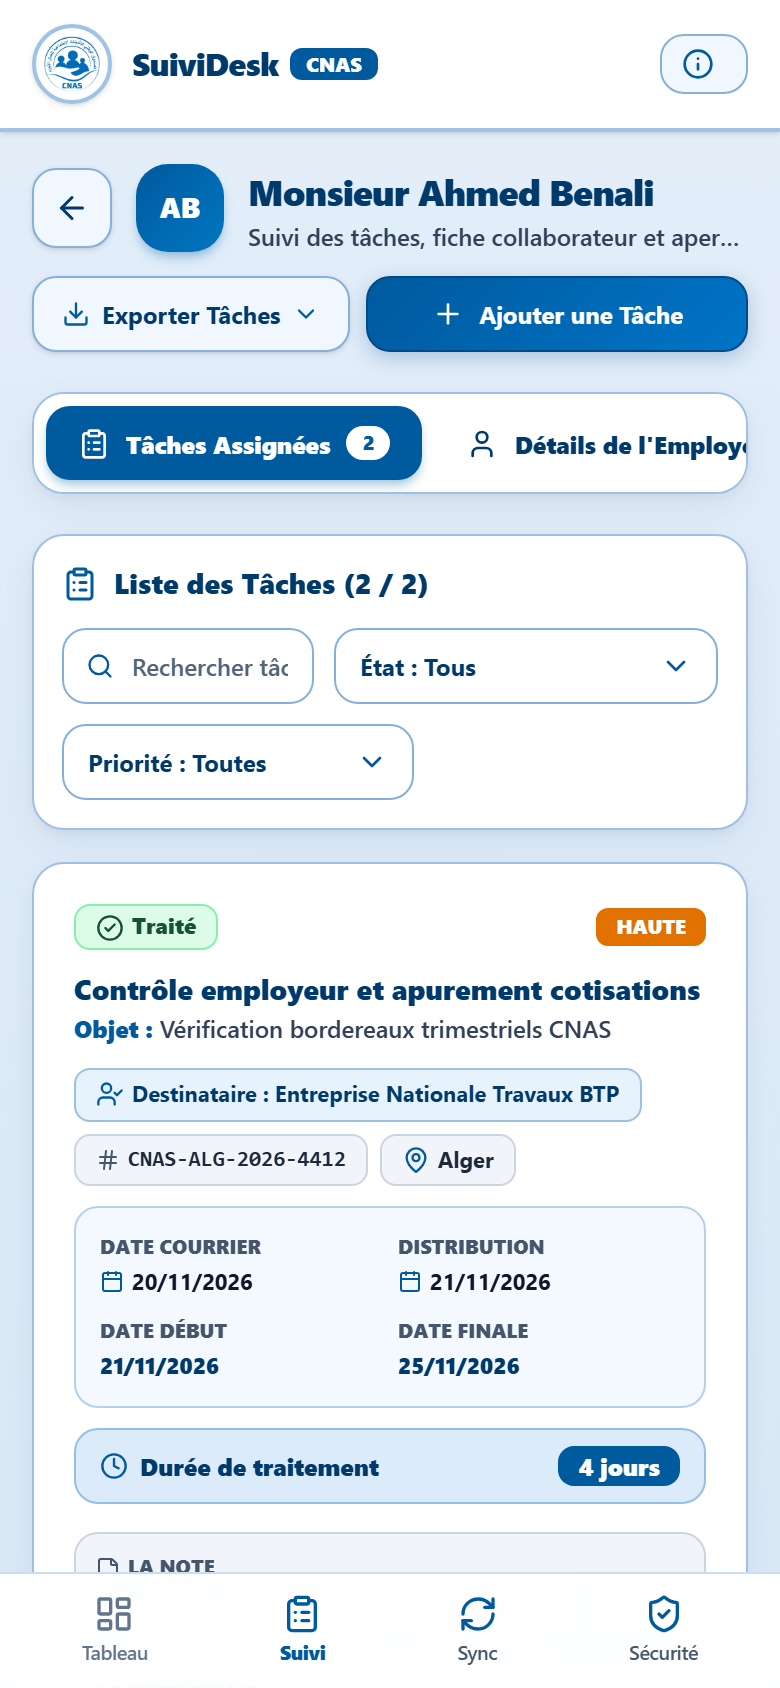 CNAS
SuiviDesk CNAS
AB
Monsieur Ahmed Benali
Suivi des tâches, fiche collaborateur et aper...
Exporter Tâches
Ajouter une Tâche
Tâches Assignées 2
Détails de l'Employ
Liste des Tâches (2 / 2)
Rechercher tâc
État : Tous
Priorité : Toutes
Traité
HAUTE
Contrôle employeur et apurement cotisations
Objet : Vérification bordereaux trimestriels CNAS
Destinataire : Entreprise Nationale Travaux BTP
# CNAS-ALG-2026-4412
Alger
DATE COURRIER
DISTRIBUTION
20/11/2026
21/11/2026
DATE DÉBUT
DATE FINALE
21/11/2026
25/11/2026
Durée de traitement
4 jours
LA NOTE
Tableau
Suivi
Sync
Sécurité